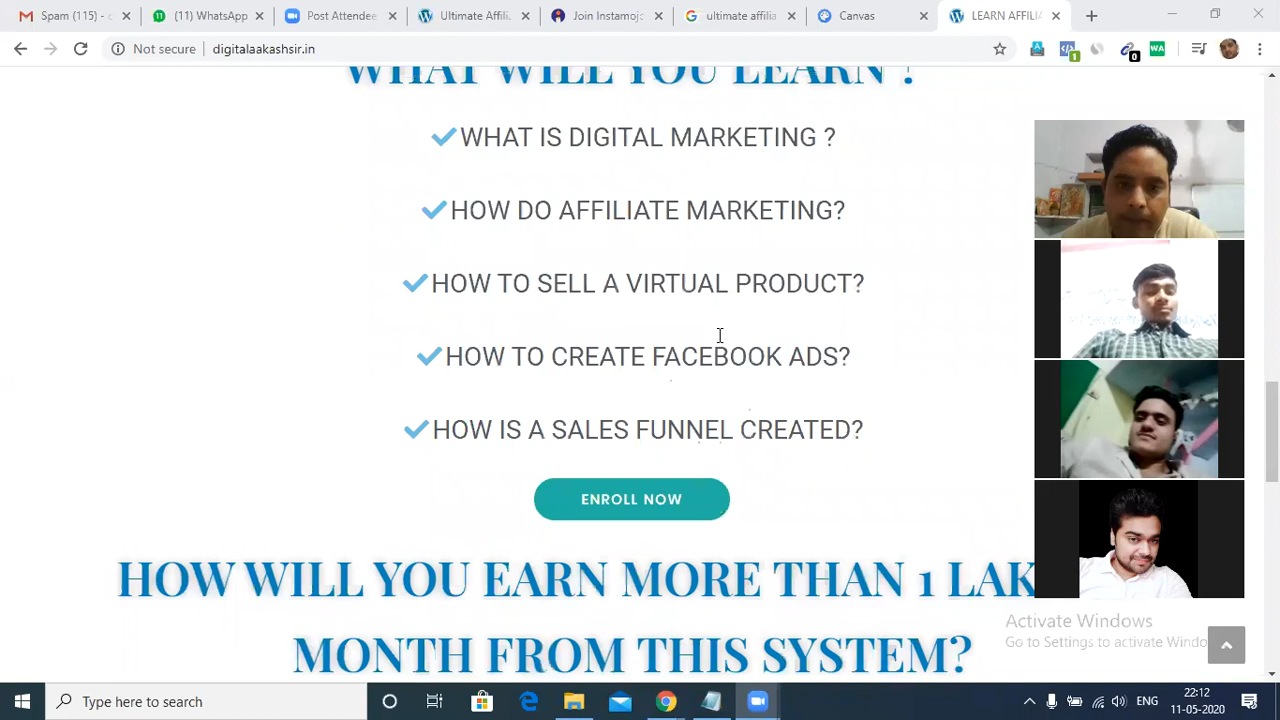 Spam (115) - c
(11) WhatsApp
Post Attendee
Ultimate Affili
Join Instamojo
ultimate affilia
Canvas
LEARN AFFILIA
Not secure
digitalaakashsir.in
WHAT WILL YOU LEARN ?
WHAT IS DIGITAL MARKETING ?
HOW DO AFFILIATE MARKETING?
HOW TO SELL A VIRTUAL PRODUCT?
HOW TO CREATE FACEBOOK ADS?
HOW IS A SALES FUNNEL CREATED?
ENROLL NOW
HOW WILL YOU EARN MORE THAN 1 LAK
MONTH FROM THIS SYSTEM?
Activate Windows
Go to Settings to activate Windo
Type here to search
ENG
22:12
11-05-2020